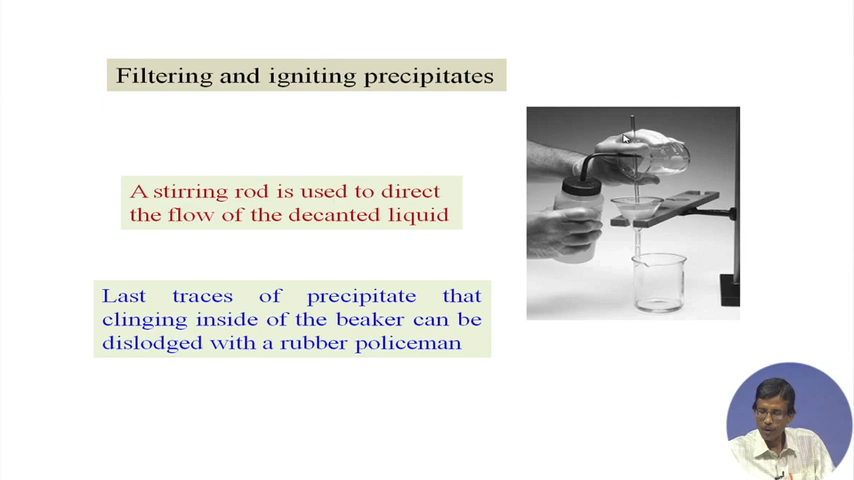 Filtering and igniting precipitates
A stirring rod is used to direct
the flow of the decanted liquid
Last traces of precipitate that
clinging inside of the beaker can be
dislodged with a rubber policeman